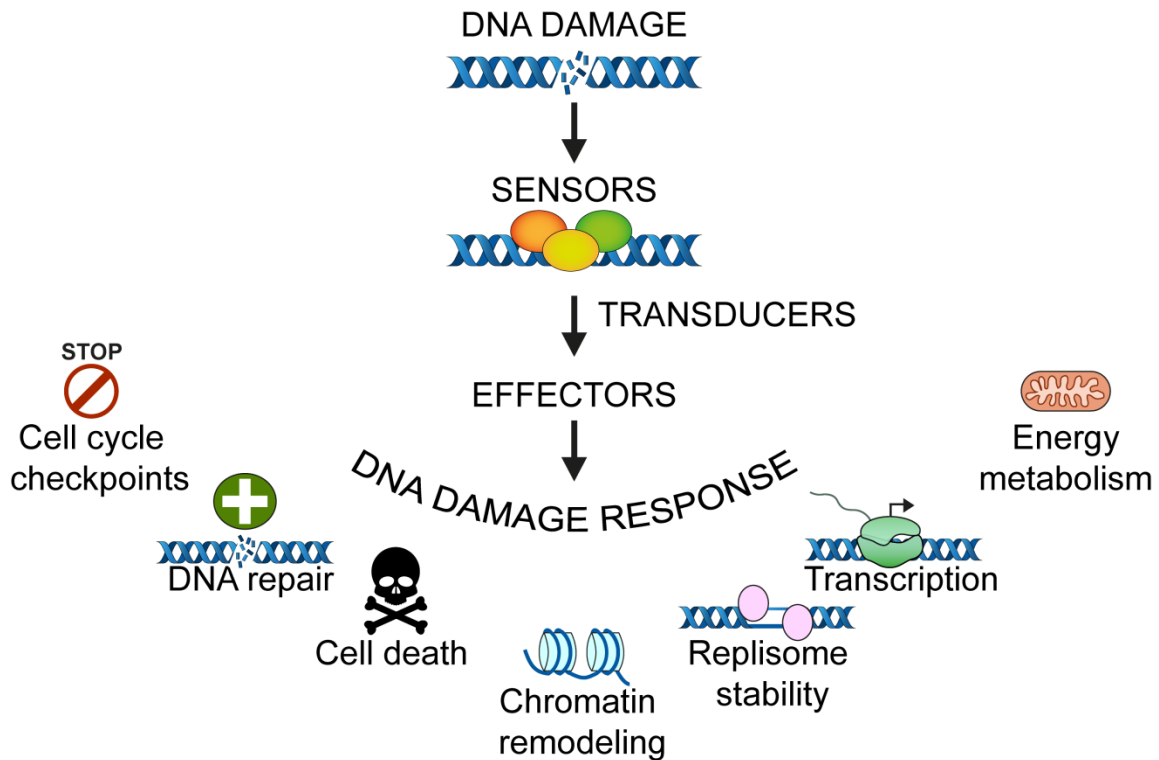 DNA DAMAGE
SENSORS
TRANSDUCERS
EFFECTORS
DNA DAMAGE RESPONSE
STOP
Cell cycle
checkpoints
DNA repair
Cell death
Chromatin
remodeling
Replisome
stability
Transcription
Energy
metabolism